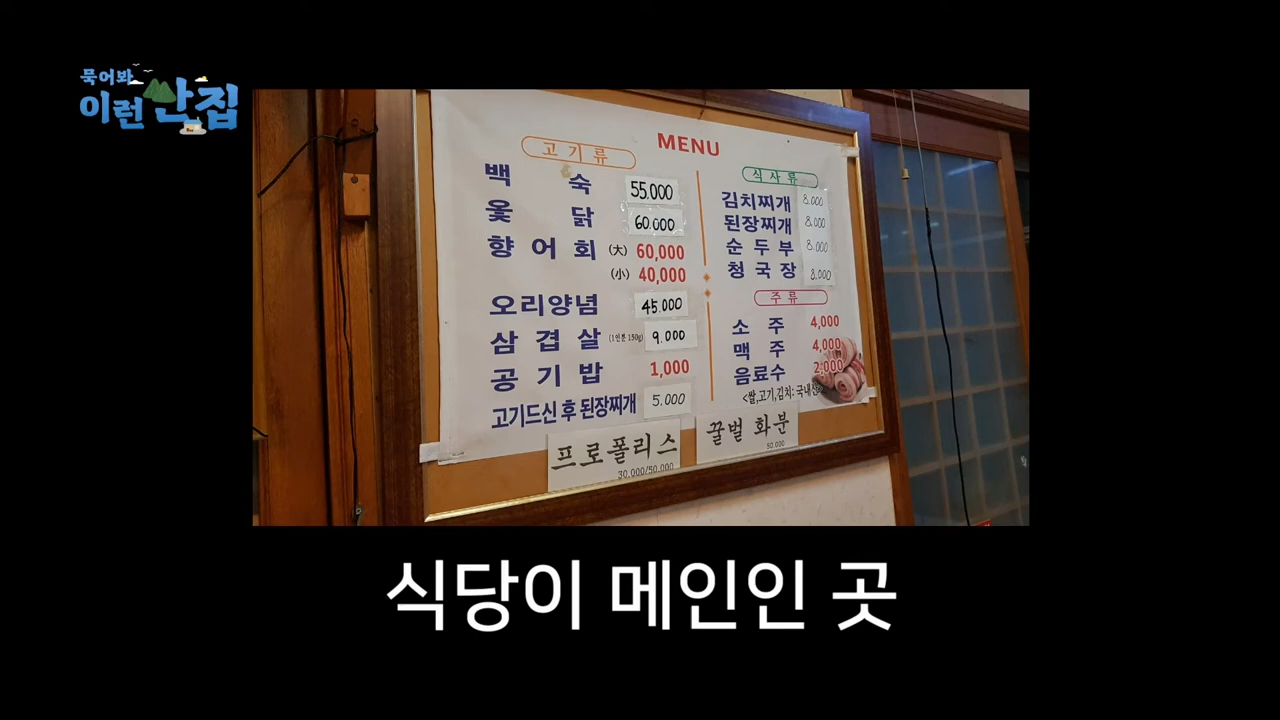 묵어봐
이런 산집
MENU
고기류
백 숙 55.000
옻 닭 60.000
향 어 회 (大) 60,000
(小) 40,000
오리양념 45.000
삼 겹 살 (1인분 150g) 9.000
공 기 밥 1,000
고기드신 후 된장찌개 5.000
식사류
김치찌개 8.000
된장찌개 8.000
순 두 부 8.000
청 국 장 8.000
주 류
소 주 4,000
맥 주 4,000
음료수 2,000
<쌀,고기,김치: 국내산>
프로폴리스
30,000/50,000
꿀벌 화분
50,000
식당이 메인인 곳